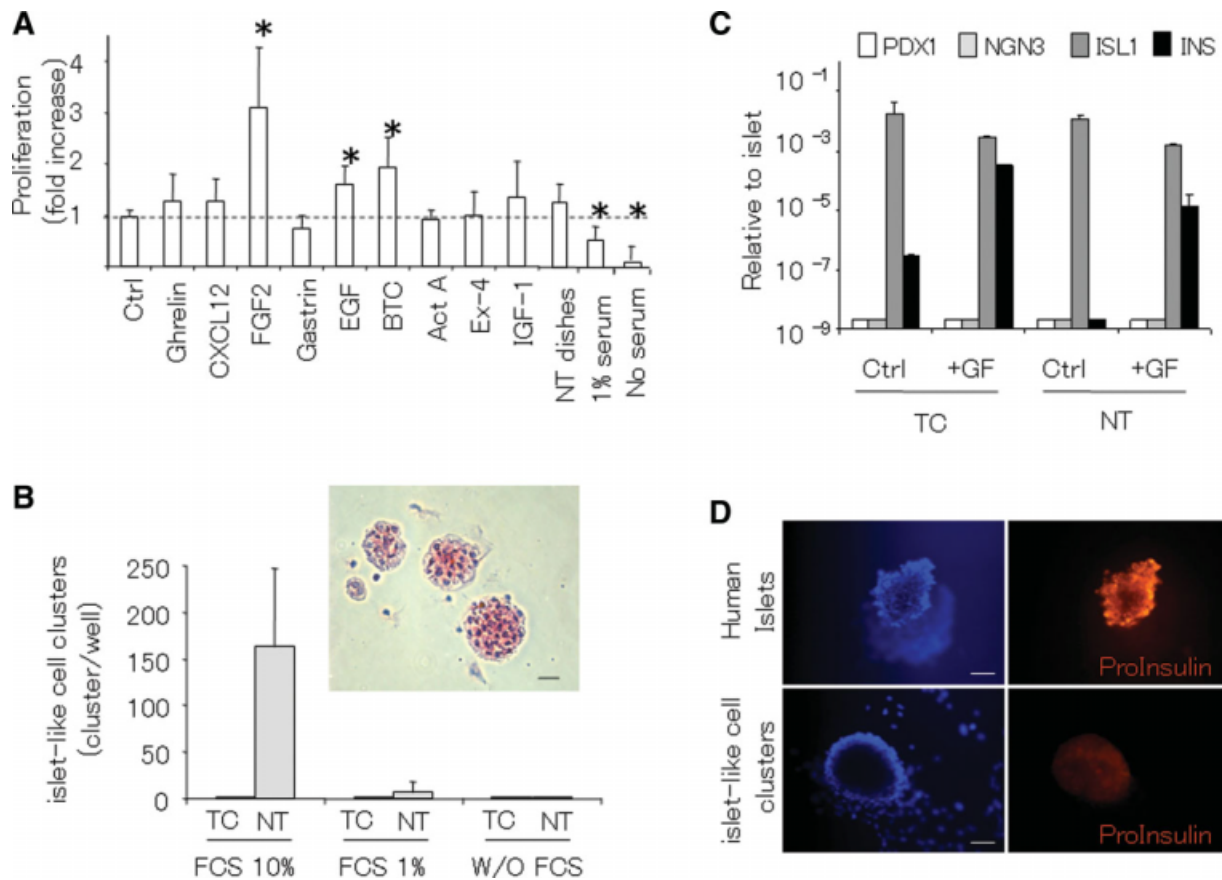 A
Proliferation
(fold increase)
4
3
2
1
*
*
*
*
*
Ctrl
Ghrelin
CXCL12
FGF2
Gastrin
EGF
BTC
Act A
Ex-4
IGF-1
NT dishes
1% serum
No serum
C
PDX1 NGN3 ISL1 INS
Relative to islet
10⁻¹
10⁻³
10⁻⁵
10⁻⁷
10⁻⁹
Ctrl +GF Ctrl +GF
TC NT
B
islet-like cell clusters
(cluster/well)
250
200
150
100
50
0
TC NT TC NT TC NT
FCS 10% FCS 1% W/O FCS
D
Human
Islets
ProInsulin
islet-like cell
clusters
ProInsulin